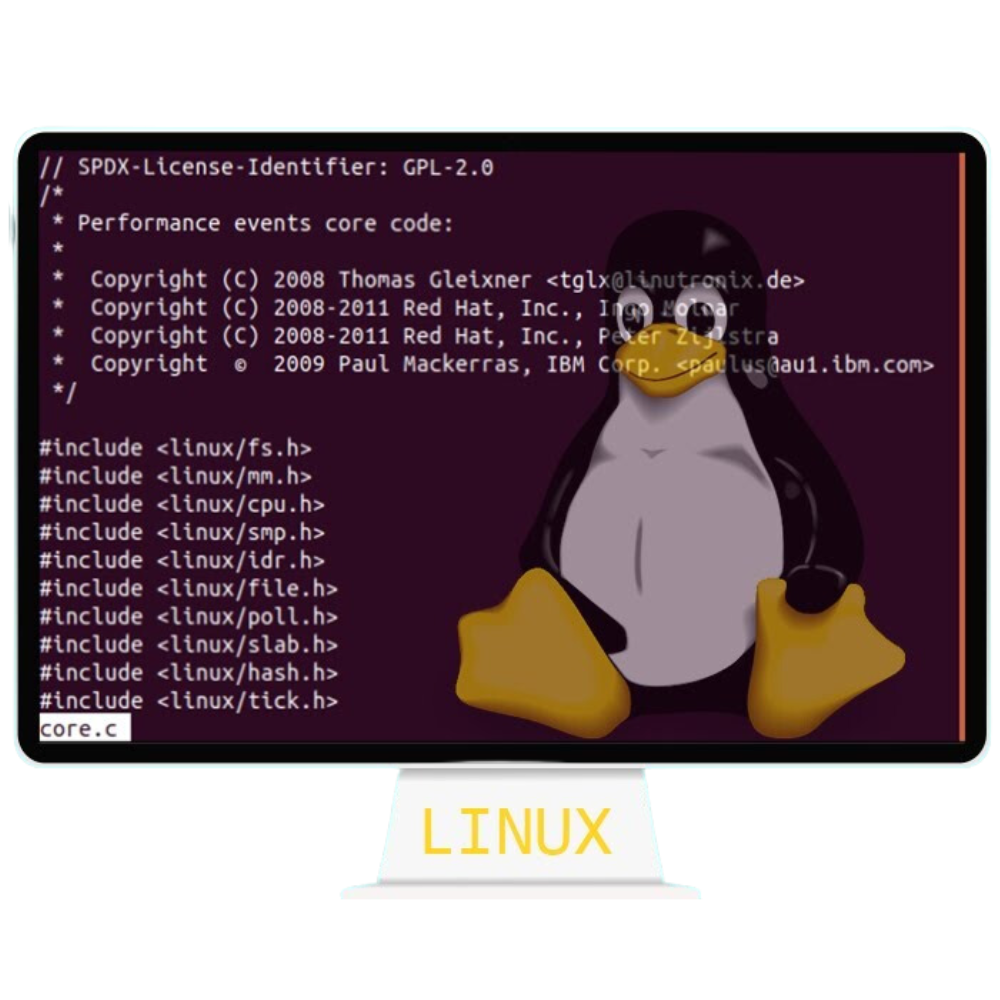 // SPDX-License-Identifier: GPL-2.0
/*
 * Performance events core code:
 *
 *  Copyright (C) 2008 Thomas Gleixner <tglx@linutronix.de>
 *  Copyright (C) 2008-2011 Red Hat, Inc., Ingo Molnar
 *  Copyright (C) 2008-2011 Red Hat, Inc., Peter Zijlstra
 *  Copyright  ©  2009 Paul Mackerras, IBM Corp. <paulus@au1.ibm.com>
 */
#include <linux/fs.h>
#include <linux/mm.h>
#include <linux/cpu.h>
#include <linux/smp.h>
#include <linux/idr.h>
#include <linux/file.h>
#include <linux/poll.h>
#include <linux/slab.h>
#include <linux/hash.h>
#include <linux/tick.h>
core.c
LINUX